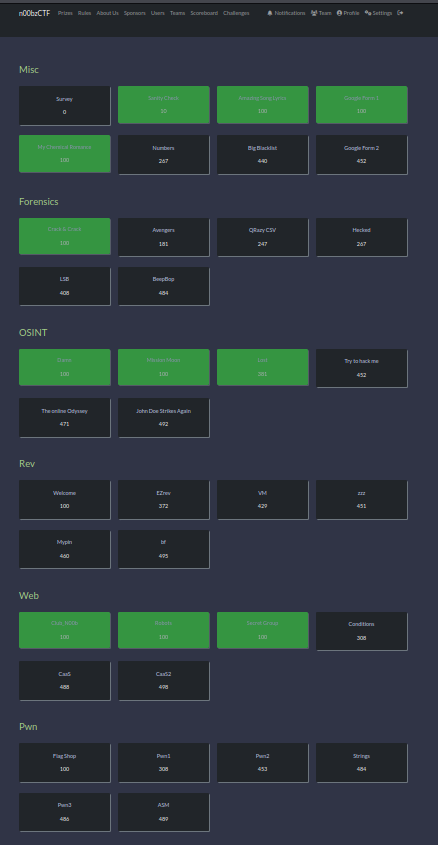 n00bzCTF Prizes Rules About Us Sponsors Users Teams Scoreboard Challenges Notifications Team Profile Settings
Misc
Survey Sanity Check Amazing Song Lyrics Google Form 1
0 10 100 100
My Chemical Romance Numbers Big Blacklist Google Form 2
100 267 440 452
Forensics
Crack & Crack Avengers QRazy CSV Hecked
100 181 247 267
LSB BeepBop
408 484
OSINT
100 100 281
Try to hack me
452
The online Odyssey John Doe Strikes Again
471 492
Rev
Welcome EZrev VM zzz
100 372 429 451
MyPin bf
460 495
Web
Club_N00b Robots Secret Group Conditions
100 100 100 308
CaaS CaaS2
488 498
Pwn
Flag Shop Pwn1 Pwn2 Strings
100 308 453 484
Pwn3 ASM
486 489